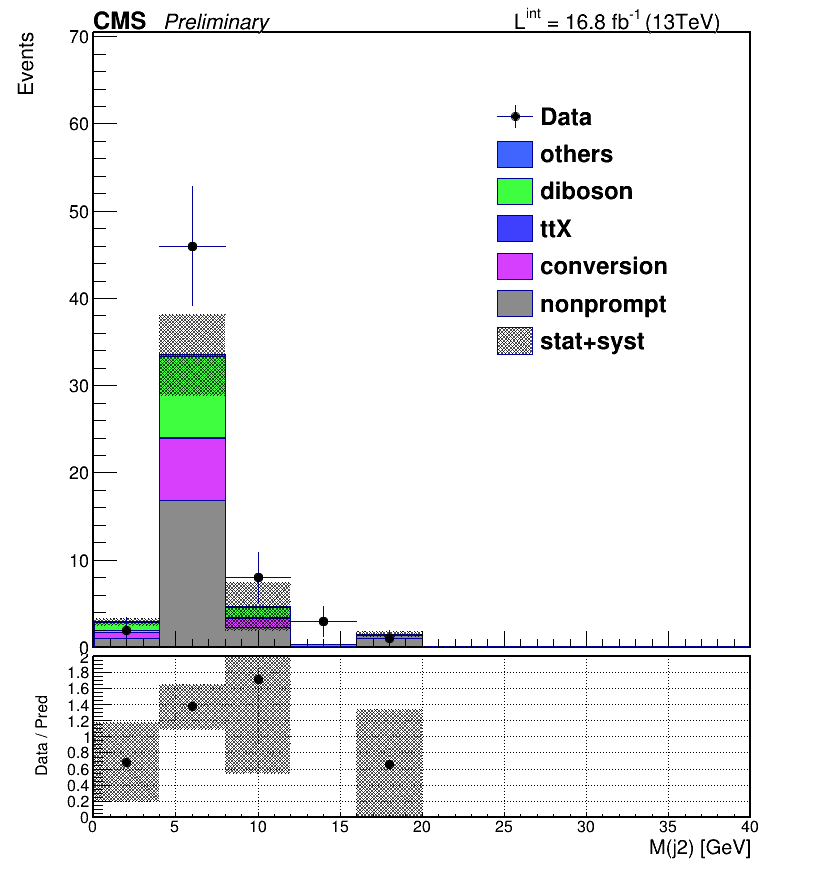 CMS Preliminary L^int = 16.8 fb^-1 (13TeV)
Events
70
60
50
40
30
20
10
0
Data
others
diboson
ttX
conversion
nonprompt
stat+syst
Data / Pred
2
1.8
1.6
1.4
1.2
1
0.8
0.6
0.4
0.2
0
0 5 10 15 20 25 30 35 40
M(j2) [GeV]